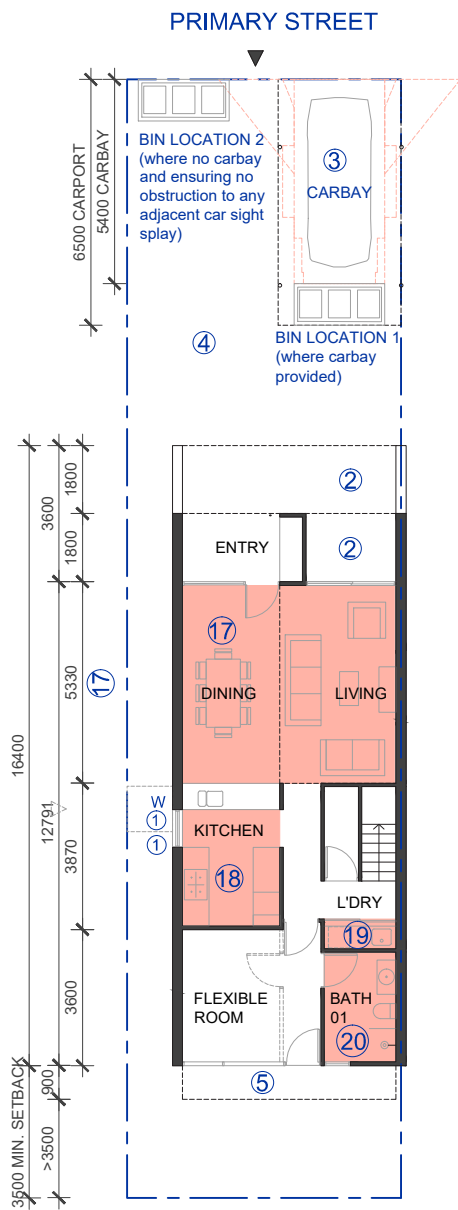 PRIMARY STREET
BIN LOCATION 2
(where no carbay
and ensuring no
obstruction to any
adjacent car sight
splay)
3
CARBAY
6500 CARPORT
5400 CARBAY
4
BIN LOCATION 1
(where carbay
provided)
2
2
ENTRY
17
DINING
LIVING
17
W
1
1
KITCHEN
18
L'DRY
19
FLEXIBLE
ROOM
BATH
01
20
5
1800
1800
3600
5330
3870
3600
12791
16400
900
>3500
3500 MIN. SETBACK